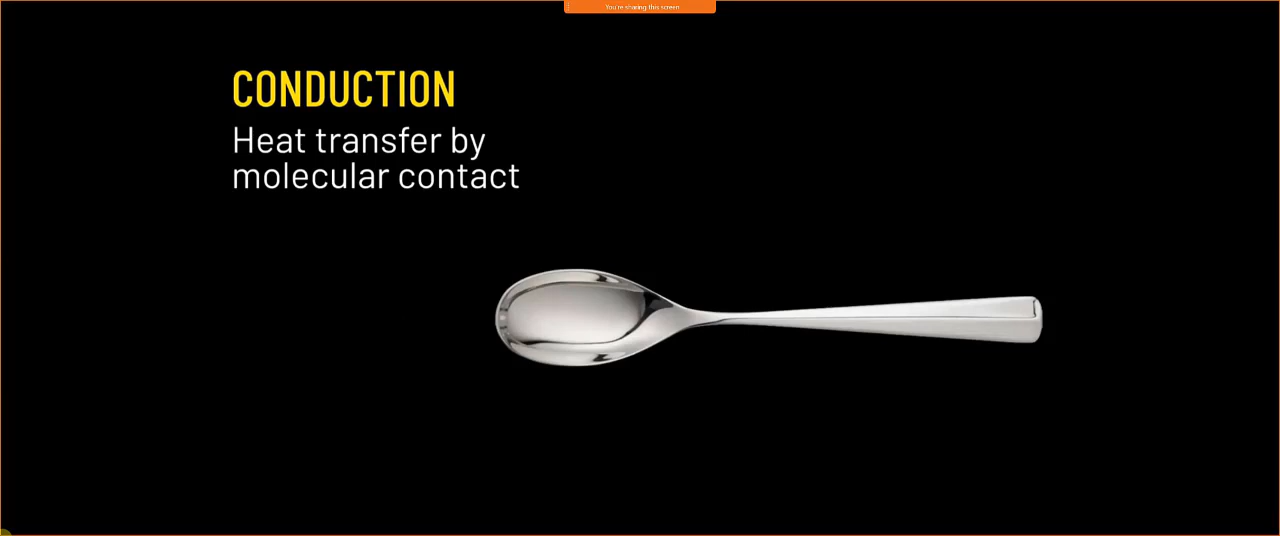 You're sharing this screen
CONDUCTION
Heat transfer by
molecular contact